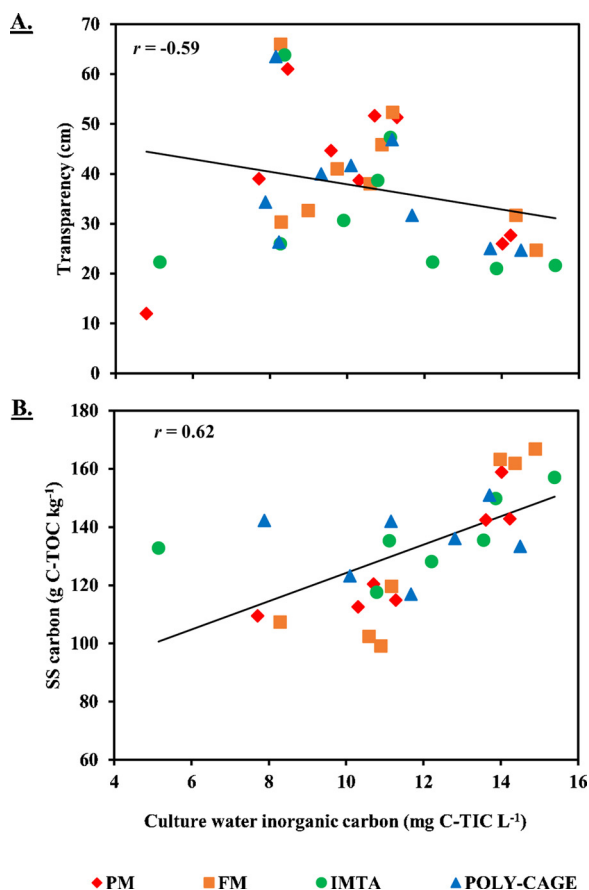 A.
r = -0.59
Transparency (cm)
70
60
50
40
30
20
10
0
B.
r = 0.62
SS carbon (g C-TOC kg-1)
180
160
140
120
100
80
60
4 6 8 10 12 14 16
Culture water inorganic carbon (mg C-TIC L-1)
PM FM IMTA POLY-CAGE